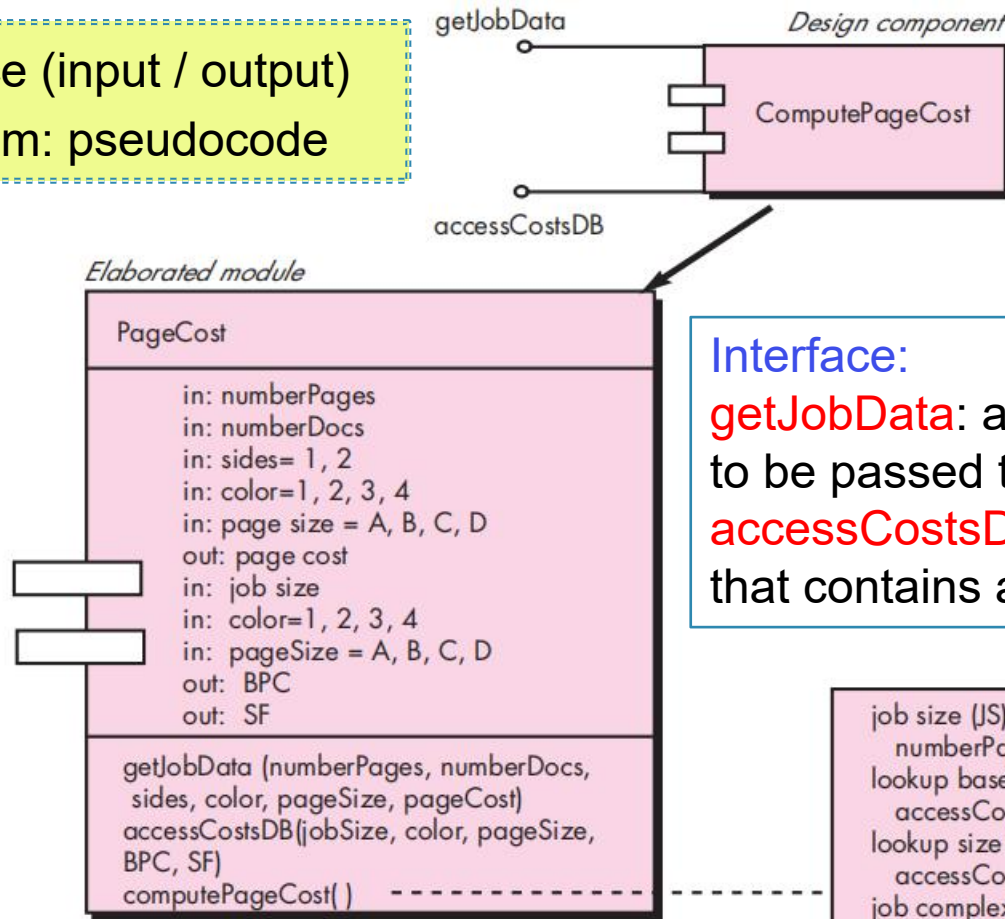 e (input / output)
m: pseudocode
getJobData
Design component
ComputePageCost
accessCostsDB
Elaborated module
PageCost
in: numberPages
in: numberDocs
in: sides= 1, 2
in: color=1, 2, 3, 4
in: page size = A, B, C, D
out: page cost
in: job size
in: color=1, 2, 3, 4
in: pageSize = A, B, C, D
out: BPC
out: SF
getJobData (numberPages, numberDocs,
sides, color, pageSize, pageCost)
accessCostsDB(jobSize, color, pageSize,
BPC, SF)
computePageCost( )
Interface:
getJobData: a
to be passed
accessCosts
that contains a
job size (JS)
lookup base
lookup size
job